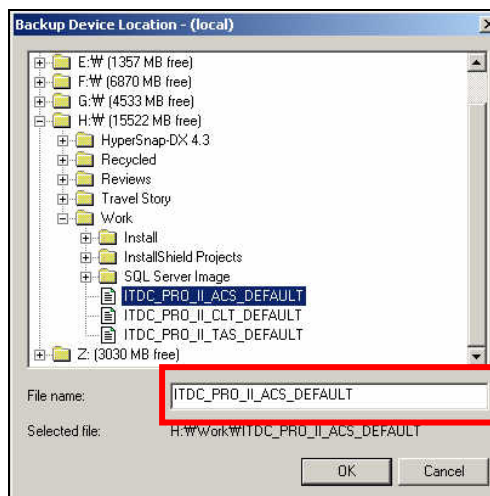 Backup Device Location - (local)
E:₩ (1357 MB free)
F:₩ (6870 MB free)
G:₩ (4533 MB free)
H:₩ (15522 MB free)
HyperSnap-DX 4.3
Recycled
Reviews
Travel Story
Work
Install
InstallShield Projects
SQL Server Image
ITDC_PRO_II_ACS_DEFAULT
ITDC_PRO_II_CLT_DEFAULT
ITDC_PRO_II_TAS_DEFAULT
Z: (3030 MB free)
File name: ITDC_PRO_II_ACS_DEFAULT
Selected file: H:₩Work₩ITDC_PRO_II_ACS_DEFAULT
OK Cancel